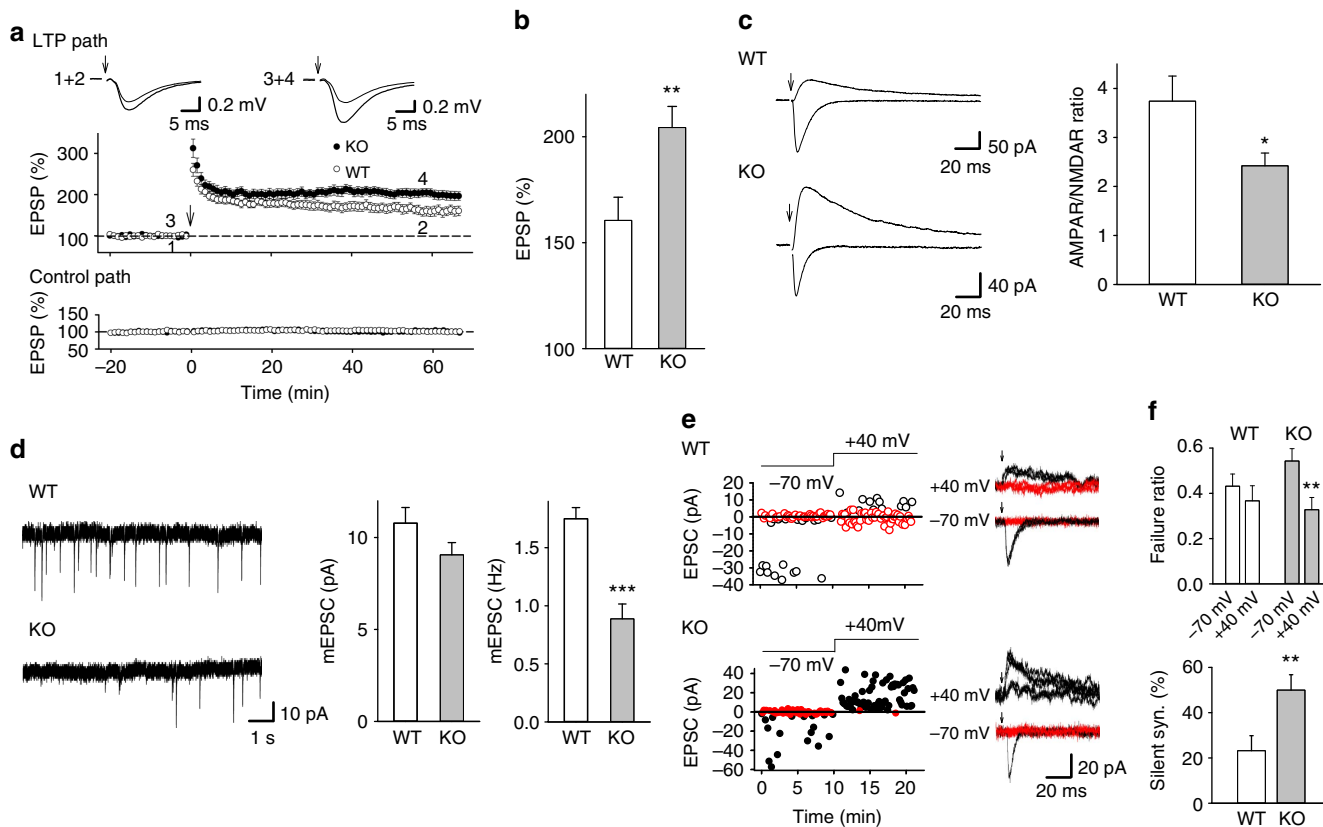 a
LTP path
1+2
0.2 mV
5 ms
3+4
0.2 mV
5 ms
EPSP (%)
300
200
100
KO
WT
4
3
1
2
Control path
EPSP (%)
150
100
50
–20
0
20
40
60
Time (min)
b
EPSP (%)
200
150
100
**
WT
KO
c
WT
50 pA
20 ms
KO
40 pA
20 ms
AMPAR/NMDAR ratio
4
3
2
1
0
*
WT
KO
d
WT
KO
10 pA
1 s
mEPSC (pA)
10
5
0
WT
KO
mEPSC (Hz)
1.5
1.0
0.5
0.0
***
WT
KO
e
WT
+40 mV
–70 mV
EPSC (pA)
20
10
0
–10
–20
–30
–40
+40 mV
–70 mV
KO
+40mV
–70 mV
EPSC (pA)
40
20
0
–20
–40
–60
0
5
10
15
20
Time (min)
+40 mV
–70 mV
20 pA
20 ms
f
WT
KO
Failure ratio
0.6
0.4
0.2
0.0
**
–70 mV
+40 mV
–70 mV
+40 mV
Silent syn. (%)
60
40
20
0
**
WT
KO